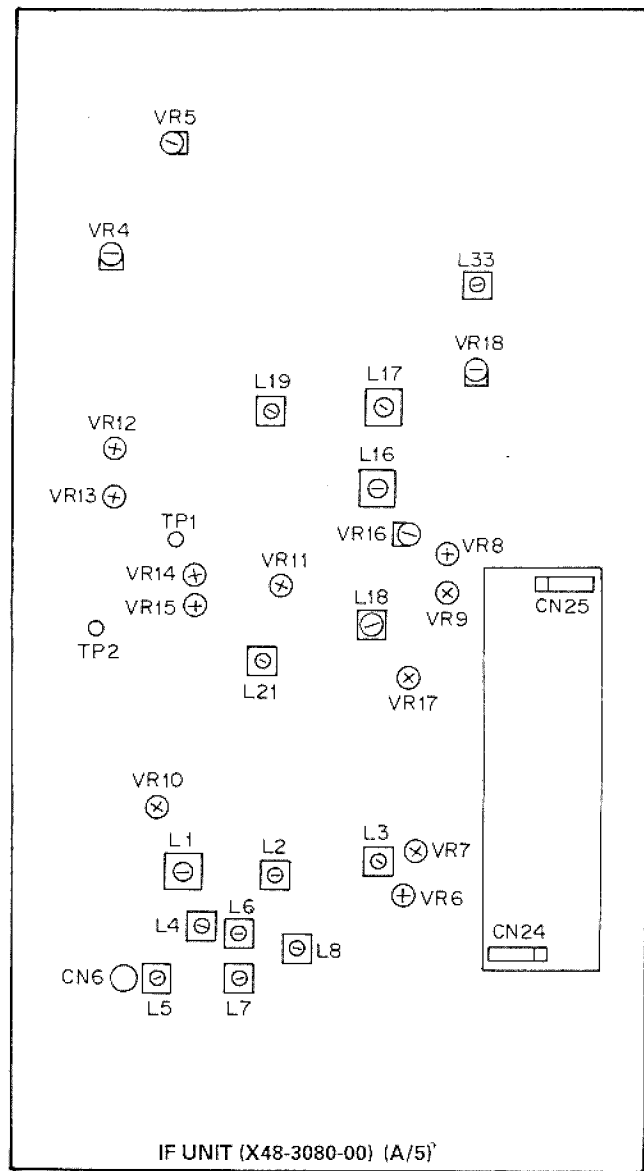 VR5
VR4
L33
VR18
L19
L17
VR12
L16
VR13
TP1
VR16
VR8
VR14
VR11
VR15
L18
VR9
CN25
TP2
L21
VR17
VR10
L1
L2
L3
VR7
VR6
L4
L6
L8
CN24
CN6
L5
L7
IF UNIT (X48-3080-00) (A/5)